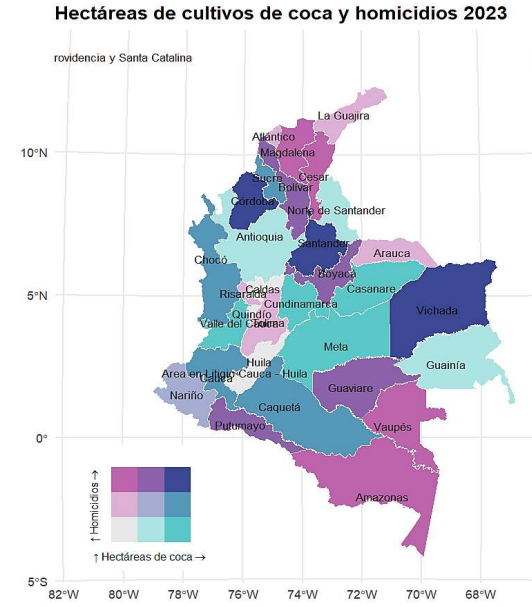 Hectáreas de cultivos de coca y homicidios 2023
rovidencia y Santa Catalina
La Guajira
Atlántico
10°N
Magdalena
Cesar
Sucre
Bolívar
Córdoba
Norte de Santander
Antioquia
Santander
Arauca
Chocó
Boyacá
Caldas
Casanare
5°N
Risaralda
Cundinamarca
Vichada
Quindío
Valle del Cauca
Tolima
Meta
Huila
Guainía
Area en Litigio Cauca - Huila
Cauca
Guaviare
Nariño
Caquetá
Putumayo
Vaupés
0°
Amazonas
↑ Homicidios →
↑ Hectáreas de coca →
5°S
82°W 80°W 78°W 76°W 74°W 72°W 70°W 68°W